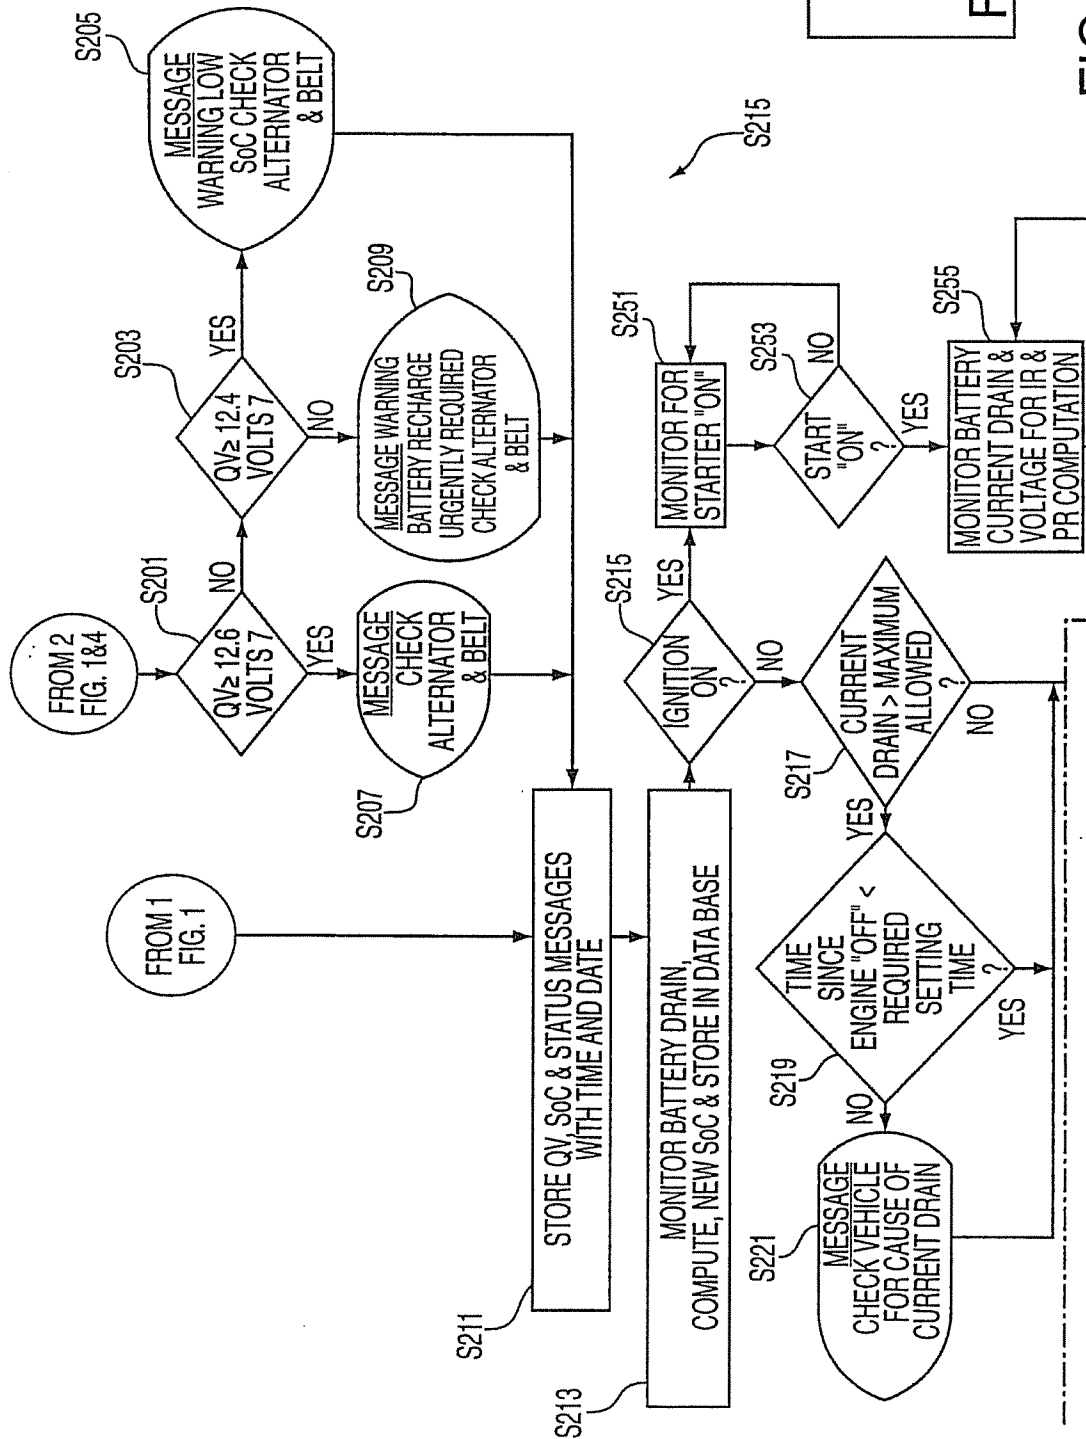 FROM 2
FIG. 1&4
S201
QV≥ 12.6
VOLTS 7
NO
YES
S203
QV≥ 12.4
VOLTS 7
YES
NO
S205
MESSAGE
WARNING LOW
SoC CHECK
ALTERNATOR
& BELT
S207
MESSAGE
CHECK
ALTERNATOR
& BELT
S209
MESSAGE WARNING
BATTERY RECHARGE
URGENTLY REQUIRED
CHECK ALTERNATOR
& BELT
FROM 1
FIG. 1
S211
STORE QV, SoC & STATUS MESSAGES
WITH TIME AND DATE
S213
MONITOR BATTERY DRAIN,
COMPUTE, NEW SoC & STORE IN DATA BASE
S215
IGNITION
ON
?
YES
NO
S251
MONITOR FOR
STARTER "ON"
S253
START
"ON"
?
NO
YES
S215
S217
CURRENT
DRAIN > MAXIMUM
ALLOWED
?
YES
NO
S219
TIME
SINCE
ENGINE "OFF" <
REQUIRED
SETTING
TIME
?
NO
YES
S221
MESSAGE
CHECK VEHICLE
FOR CAUSE OF
CURRENT DRAIN
S255
MONITOR BATTERY
CURRENT DRAIN &
VOLTAGE FOR IR &
PR COMPUTATION
F
FIG